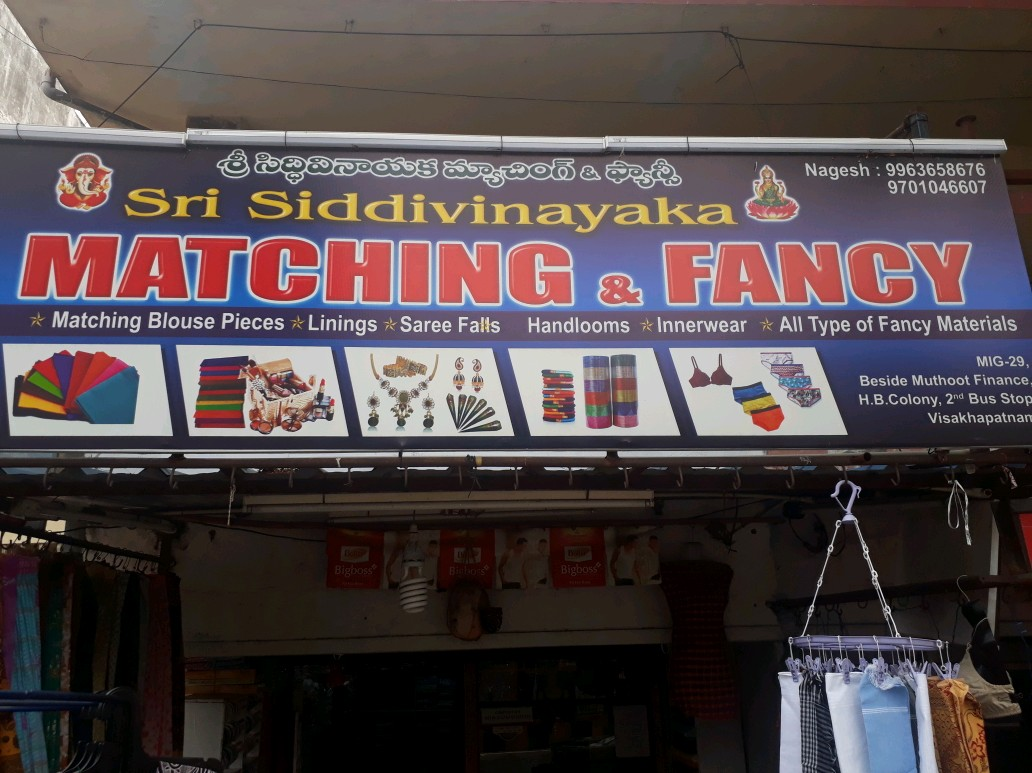 శ్రీ సిద్ధివినాయక మ్యాచింగ్ & ఫ్యాన్సీ
Nagesh : 9963658676
9701046607
Sri Siddivinayaka
MATCHING & FANCY
Matching Blouse Pieces Linings Saree Falls Handlooms Innerwear All Type of Fancy Materials
MIG-29,
Beside Muthoot Finance,
H.B.Colony, 2nd Bus Stop
Visakhapatnam
Bigboss Bigboss Bigboss